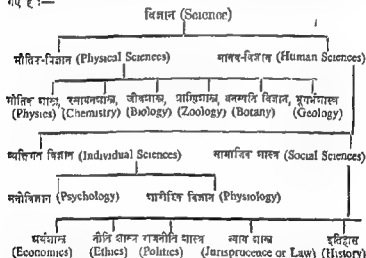 गए हैं :—
विज्ञान (Science)
भौतिक-विज्ञान (Physical Sciences) मानव-विज्ञान (Human Sciences)
भौतिक शास्त्र, रसायनशास्त्र, जीवशास्त्र, प्राणिशास्त्र, वनस्पति विज्ञान, भूगर्भशास्त्र
(Physics) (Chemistry) (Biology) (Zoology) (Botany) (Geology)
व्यक्तिगत विज्ञान (Individual Sciences) सामाजिक शास्त्र (Social Sciences)
मनोविज्ञान (Psychology) शारीरिक विज्ञान (Physiology)
अर्थशास्त्र नीति शास्त्र राजनीति शास्त्र न्याय शास्त्र इतिहास
(Economics) (Ethics) (Politics) (Jurisprucence or Law) (History)